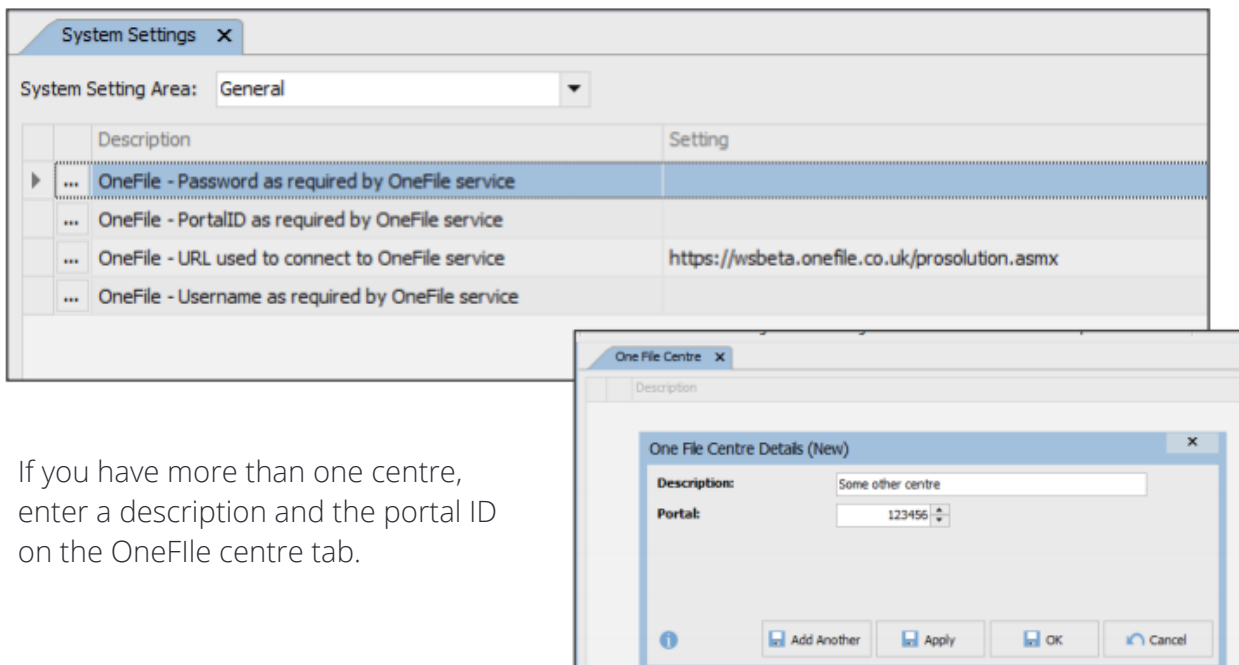 System Settings X
System Setting Area: General
Description Setting
... OneFile - Password as required by OneFile service
... OneFile - PortalID as required by OneFile service
... OneFile - URL used to connect to OneFile service https://wsbeta.onefile.co.uk/prosolution.asmx
... OneFile - Username as required by OneFile service
One File Centre X
Description
One File Centre Details (New) X
Description: Some other centre
Portal: 123456
Add Another Apply OK Cancel
If you have more than one centre,
enter a description and the portal ID
on the OneFIle centre tab.